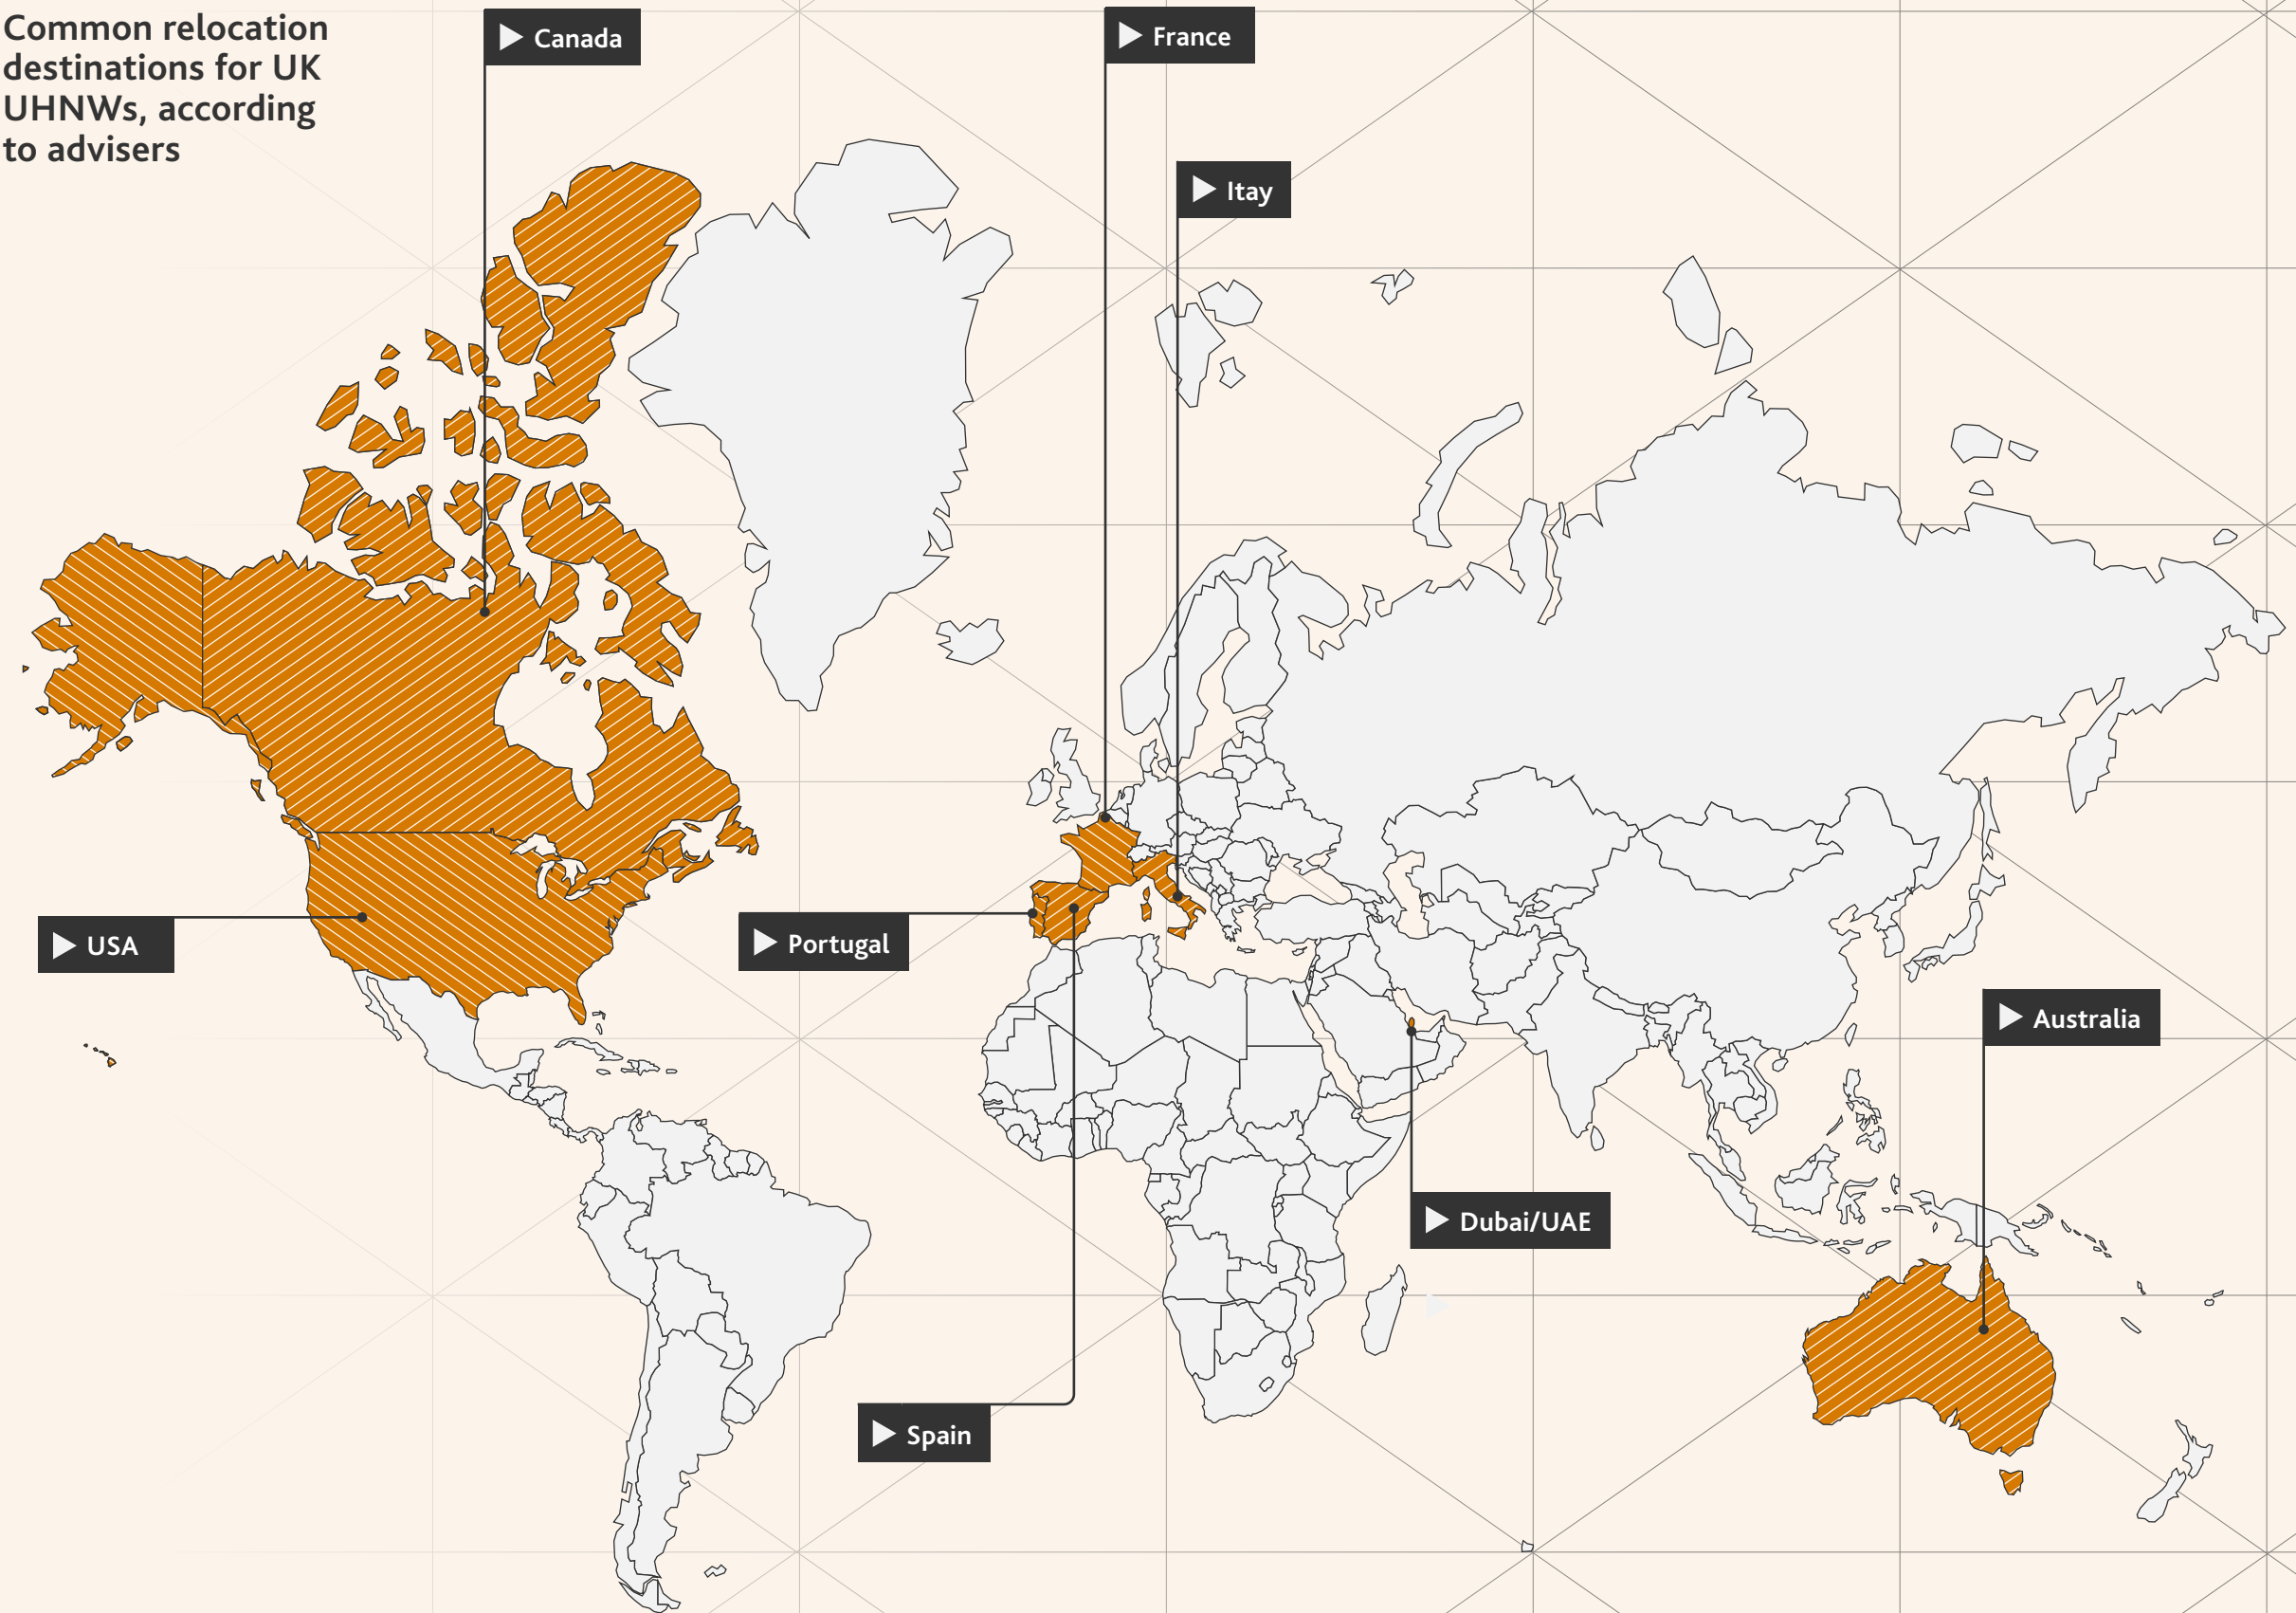 Common relocation
destinations for UK
UHNWs, according
to advisers
Canada
France
Itay
USA
Portugal
Australia
Dubai/UAE
Spain